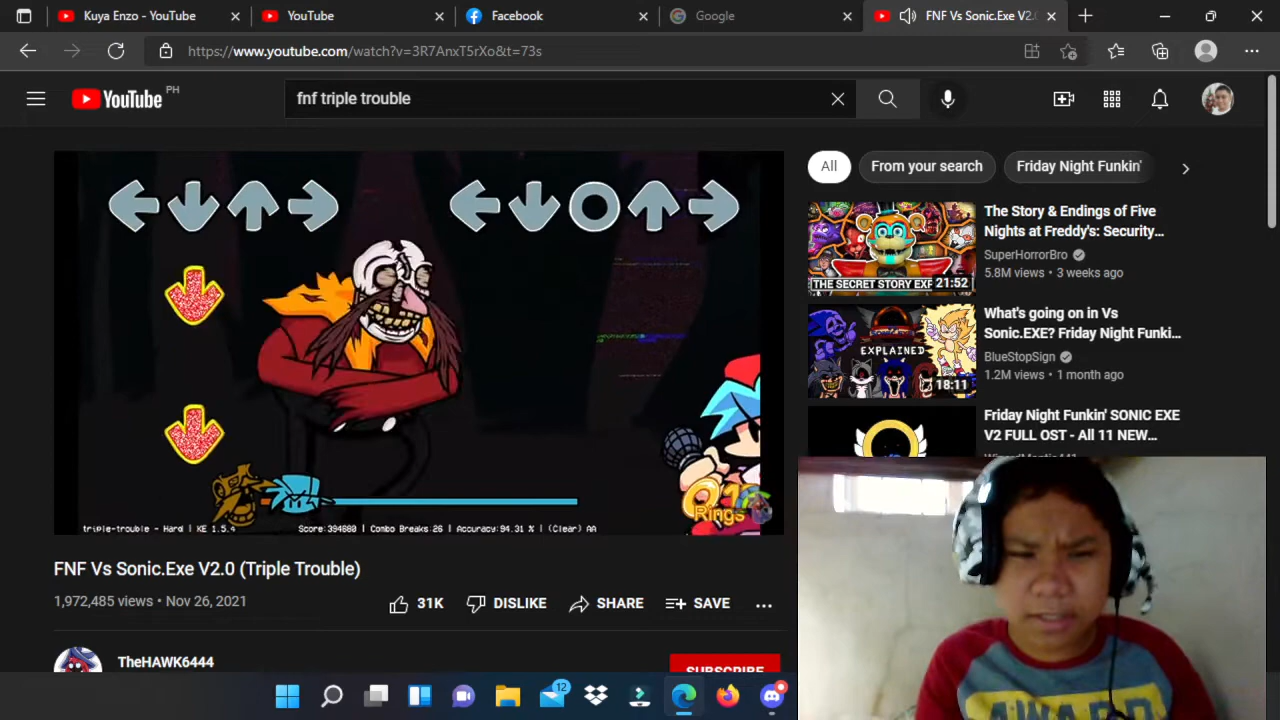 Kuya Enzo - YouTube
YouTube
Facebook
Google
FNF Vs Sonic.Exe V2.
https://www.youtube.com/watch?v=3R7AnxT5rXo&t=73s
YouTube PH
fnf triple trouble
All
From your search
Friday Night Funkin'
The Story & Endings of Five
Nights at Freddy's: Security...
SuperHorrorBro
5.8M views • 3 weeks ago
THE SECRET STORY EXP
21:52
What's going on in Vs
Sonic.EXE? Friday Night Funki...
BlueStopSign
1.2M views • 1 month ago
EXPLAINED
18:11
Friday Night Funkin' SONIC EXE
V2 FULL OST - All 11 NEW...
Rings
triple-trouble - Hard | KE 1.5.4
Score:394660 | Combo Breaks:26 | Accuracy:94.31 % | (Clear) AA
FNF Vs Sonic.Exe V2.0 (Triple Trouble)
1,972,485 views • Nov 26, 2021
31K
DISLIKE
SHARE
SAVE
TheHAWK6444
SUBSCRIBE
12
AWARD